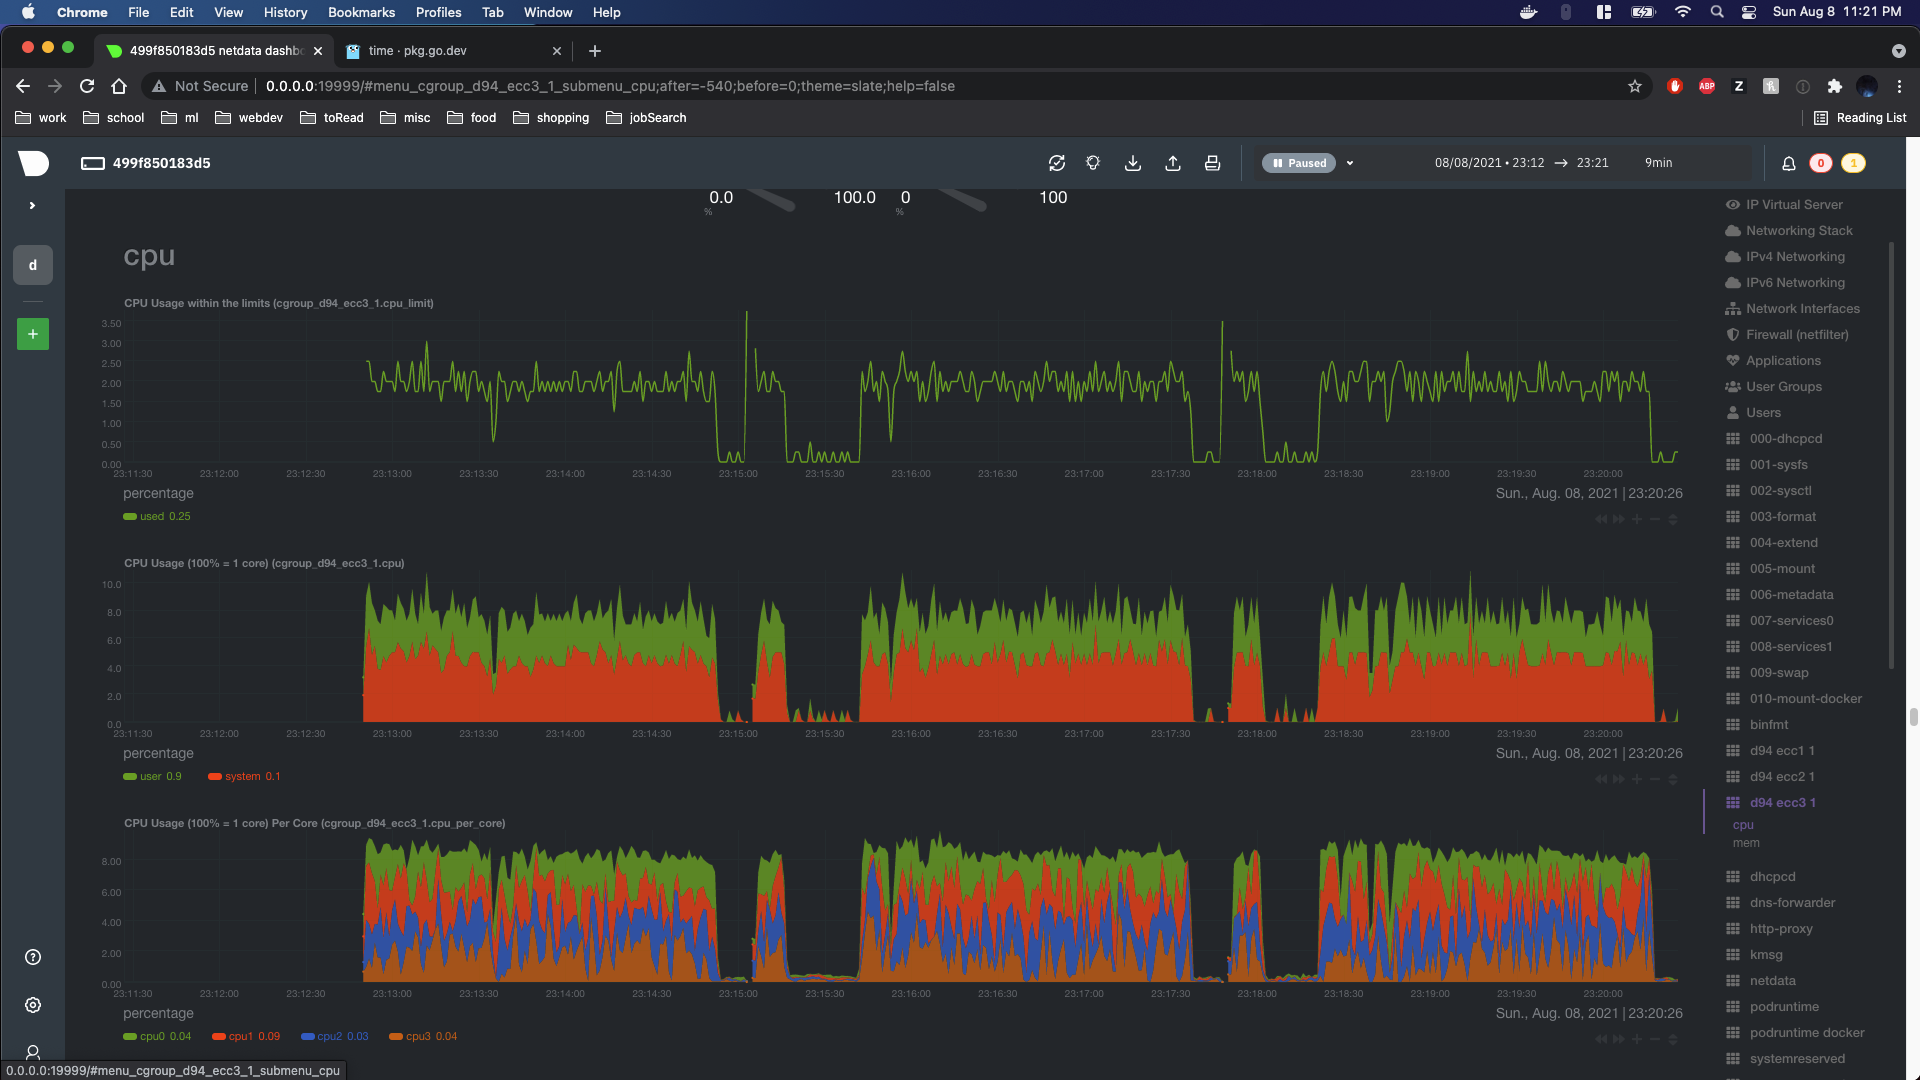 Chrome File Edit View History Bookmarks Profiles Tab Window Help Sun Aug 8 11:21 PM
499f850183d5 netdata dashbo time · pkg.go.dev
Not Secure 0.0.0.0:19999/#menu_cgroup_d94_ecc3_1_submenu_cpu;after=-540;before=0;theme=slate;help=false ABP Z
work school ml webdev toRead misc food shopping jobSearch Reading List
499f850183d5 Paused 08/08/2021 • 23:12 → 23:21 9min 0 1
0.0 100.0 0 100
% %
d
+
cpu
CPU Usage within the limits (cgroup_d94_ecc3_1.cpu_limit)
3.50
3.00
2.50
2.00
1.50
1.00
0.50
0.00
23:11:30 23:12:00 23:12:30 23:13:00 23:13:30 23:14:00 23:14:30 23:15:00 23:15:30 23:16:00 23:16:30 23:17:00 23:17:30 23:18:00 23:18:30 23:19:00 23:19:30 23:20:00
percentage Sun., Aug. 08, 2021 | 23:20:26
used 0.25
CPU Usage (100% = 1 core) (cgroup_d94_ecc3_1.cpu)
10.0
8.0
6.0
4.0
2.0
0.0
23:11:30 23:12:00 23:12:30 23:13:00 23:13:30 23:14:00 23:14:30 23:15:00 23:15:30 23:16:00 23:16:30 23:17:00 23:17:30 23:18:00 23:18:30 23:19:00 23:19:30 23:20:00
percentage Sun., Aug. 08, 2021 | 23:20:26
user 0.9 system 0.1
CPU Usage (100% = 1 core) Per Core (cgroup_d94_ecc3_1.cpu_per_core)
8.00
6.00
4.00
2.00
0.00
23:11:30 23:12:00 23:12:30 23:13:00 23:13:30 23:14:00 23:14:30 23:15:00 23:15:30 23:16:00 23:16:30 23:17:00 23:17:30 23:18:00 23:18:30 23:19:00 23:19:30 23:20:00
percentage Sun., Aug. 08, 2021 | 23:20:26
cpu0 0.04 cpu1 0.09 cpu2 0.03 cpu3 0.04
IP Virtual Server
Networking Stack
IPv4 Networking
IPv6 Networking
Network Interfaces
Firewall (netfilter)
Applications
User Groups
Users
000-dhcpcd
001-sysfs
002-sysctl
003-format
004-extend
005-mount
006-metadata
007-services0
008-services1
009-swap
010-mount-docker
binfmt
d94 ecc1 1
d94 ecc2 1
d94 ecc3 1
cpu
mem
dhcpcd
dns-forwarder
http-proxy
kmsg
netdata
podruntime
podruntime docker
systemreserved
0.0.0.0:19999/#menu_cgroup_d94_ecc3_1_submenu_cpu